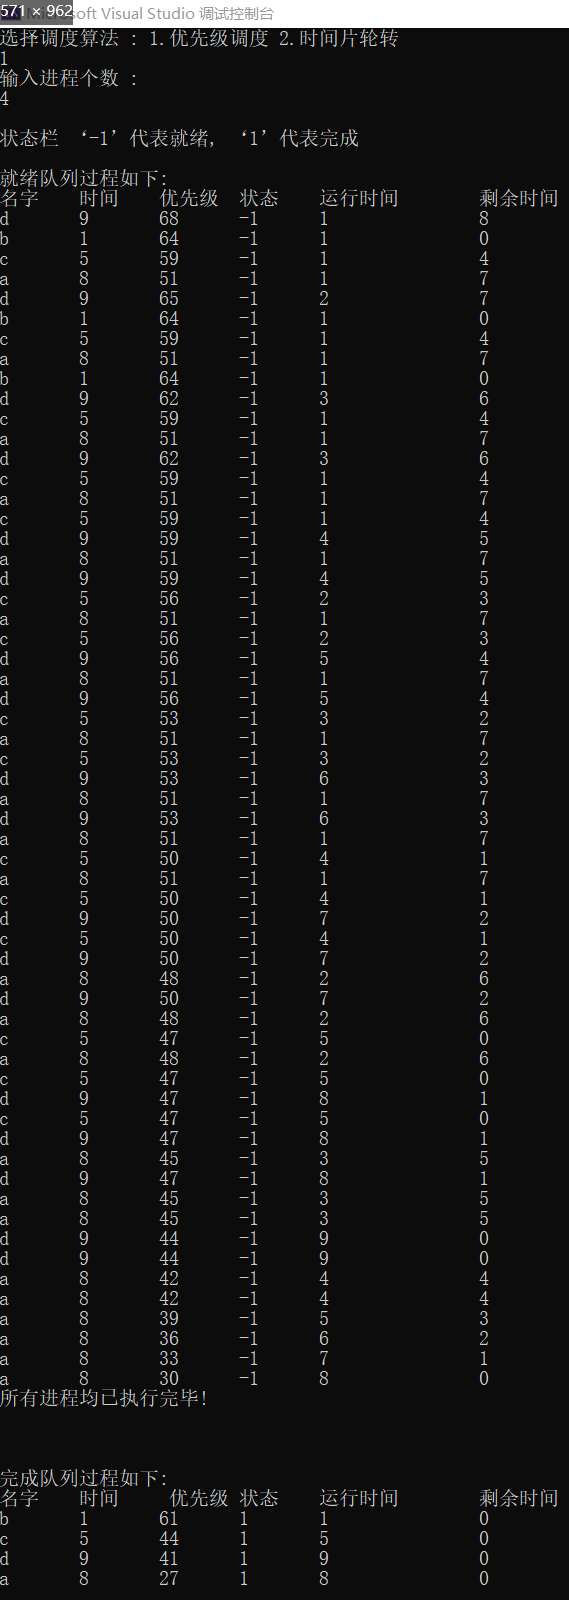 571 × 962
Microsoft Visual Studio 调试控制台
选择调度算法 : 1.优先级调度 2.时间片轮转
1
输入进程个数 :
4
状态栏 ‘-1’代表就绪, ‘1’代表完成
就绪队列过程如下:
名字 时间 优先级 状态 运行时间 剩余时间
d 9 68 -1 1 8
b 1 64 -1 1 0
c 5 59 -1 1 4
a 8 51 -1 1 7
d 9 65 -1 2 7
b 1 64 -1 1 0
c 5 59 -1 1 4
a 8 51 -1 1 7
b 1 64 -1 1 0
d 9 62 -1 3 6
c 5 59 -1 1 4
a 8 51 -1 1 7
d 9 62 -1 3 6
c 5 59 -1 1 4
a 8 51 -1 1 7
c 5 59 -1 1 4
d 9 59 -1 4 5
a 8 51 -1 1 7
d 9 59 -1 4 5
c 5 56 -1 2 3
a 8 51 -1 1 7
c 5 56 -1 2 3
d 9 56 -1 5 4
a 8 51 -1 1 7
d 9 56 -1 5 4
c 5 53 -1 3 2
a 8 51 -1 1 7
c 5 53 -1 3 2
d 9 53 -1 6 3
a 8 51 -1 1 7
d 9 53 -1 6 3
a 8 51 -1 1 7
c 5 50 -1 4 1
a 8 51 -1 1 7
c 5 50 -1 4 1
d 9 50 -1 7 2
c 5 50 -1 4 1
d 9 50 -1 7 2
a 8 48 -1 2 6
d 9 50 -1 7 2
a 8 48 -1 2 6
c 5 47 -1 5 0
a 8 48 -1 2 6
c 5 47 -1 5 0
d 9 47 -1 8 1
c 5 47 -1 5 0
d 9 47 -1 8 1
a 8 45 -1 3 5
d 9 47 -1 8 1
a 8 45 -1 3 5
a 8 45 -1 3 5
d 9 44 -1 9 0
d 9 44 -1 9 0
a 8 42 -1 4 4
a 8 42 -1 4 4
a 8 39 -1 5 3
a 8 36 -1 6 2
a 8 33 -1 7 1
a 8 30 -1 8 0
所有进程均已执行完毕!
完成队列过程如下:
名字 时间 优先级 状态 运行时间 剩余时间
b 1 61 1 1 0
c 5 44 1 5 0
d 9 41 1 9 0
a 8 27 1 8 0